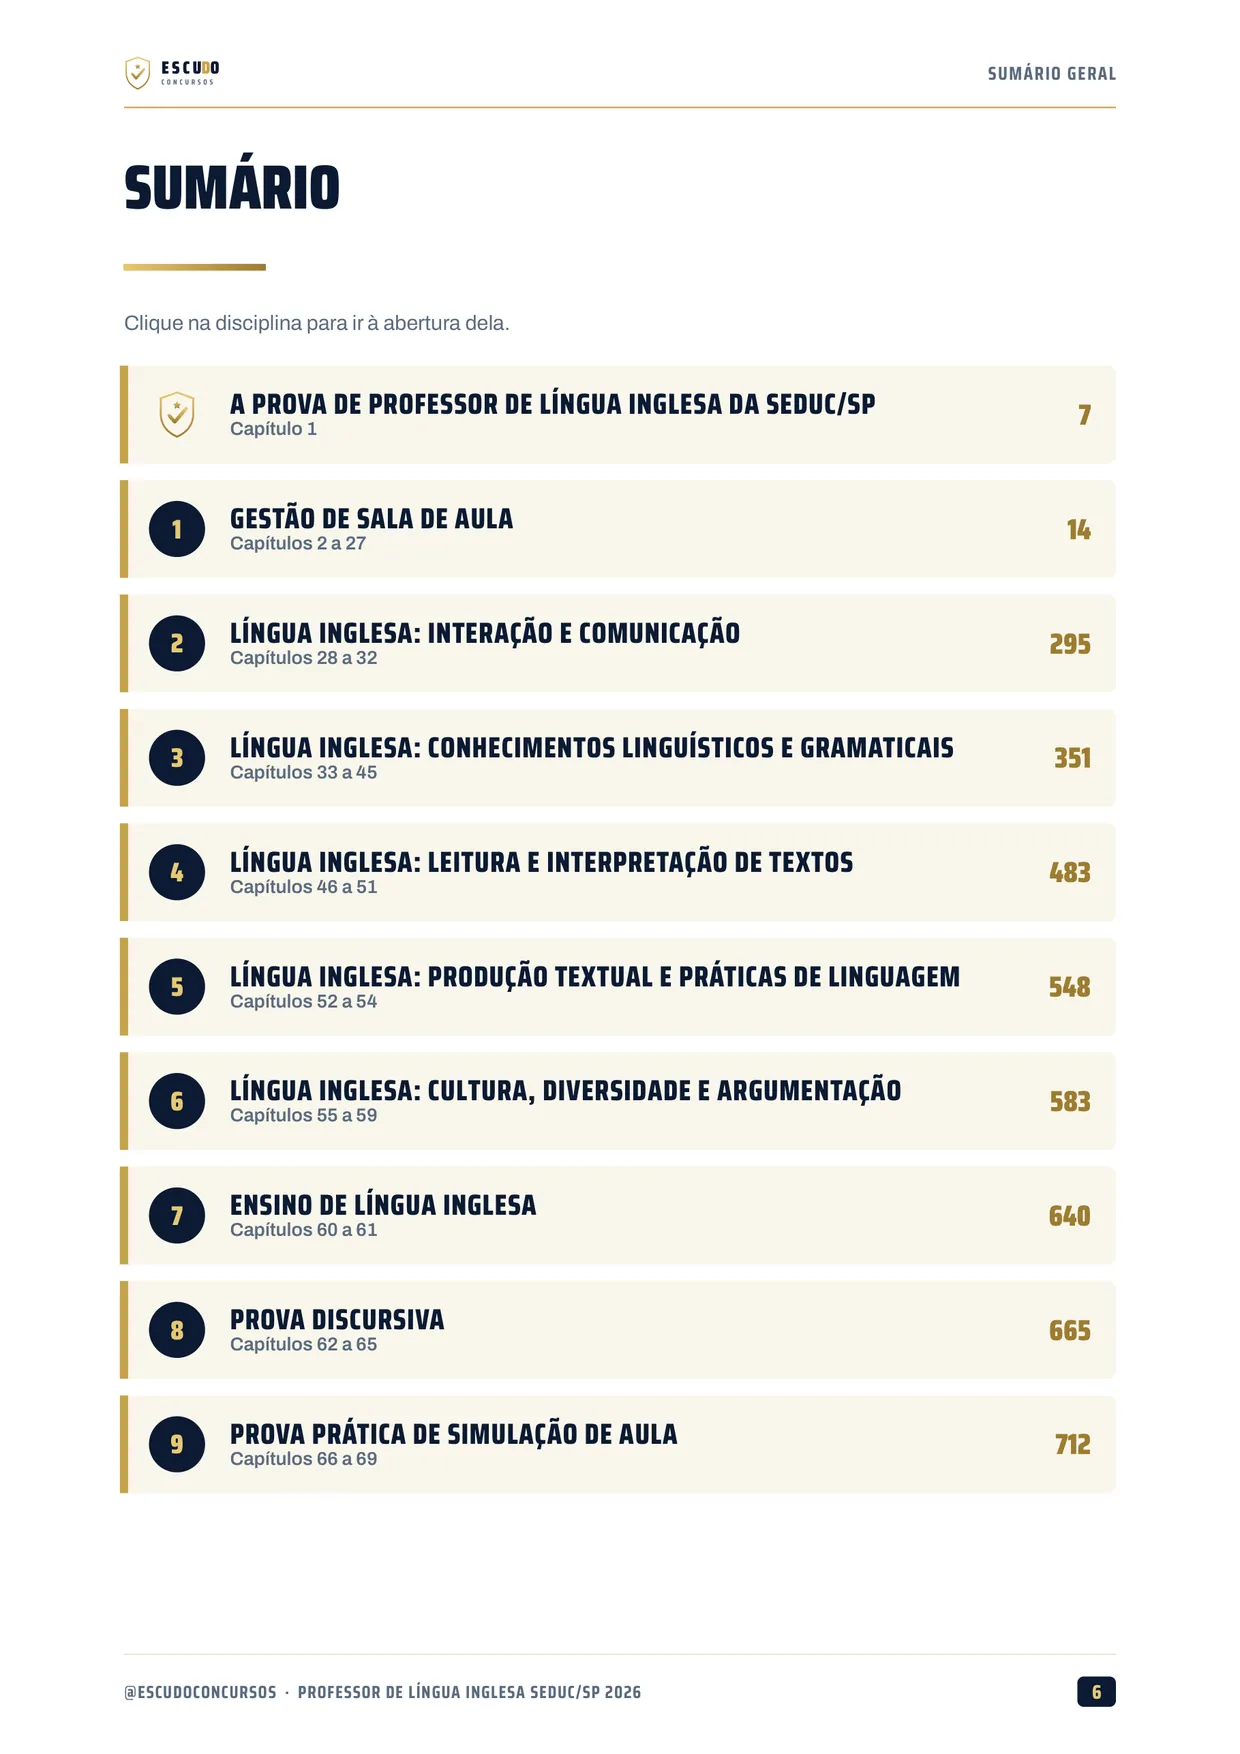 ESCUDO
CONCURSOS
SUMÁRIO GERAL
SUMÁRIO
Clique na disciplina para ir à abertura dela.
A PROVA DE PROFESSOR DE LÍNGUA INGLESA DA SEDUC/SP
Capítulo 1
7
1
GESTÃO DE SALA DE AULA
Capítulos 2 a 27
14
2
LÍNGUA INGLESA: INTERAÇÃO E COMUNICAÇÃO
Capítulos 28 a 32
295
3
LÍNGUA INGLESA: CONHECIMENTOS LINGUÍSTICOS E GRAMATICAIS
Capítulos 33 a 45
351
4
LÍNGUA INGLESA: LEITURA E INTERPRETAÇÃO DE TEXTOS
Capítulos 46 a 51
483
5
LÍNGUA INGLESA: PRODUÇÃO TEXTUAL E PRÁTICAS DE LINGUAGEM
Capítulos 52 a 54
548
6
LÍNGUA INGLESA: CULTURA, DIVERSIDADE E ARGUMENTAÇÃO
Capítulos 55 a 59
583
7
ENSINO DE LÍNGUA INGLESA
Capítulos 60 a 61
640
8
PROVA DISCURSIVA
Capítulos 62 a 65
665
9
PROVA PRÁTICA DE SIMULAÇÃO DE AULA
Capítulos 66 a 69
712
@ESCUDOCONCURSOS · PROFESSOR DE LÍNGUA INGLESA SEDUC/SP 2026
6